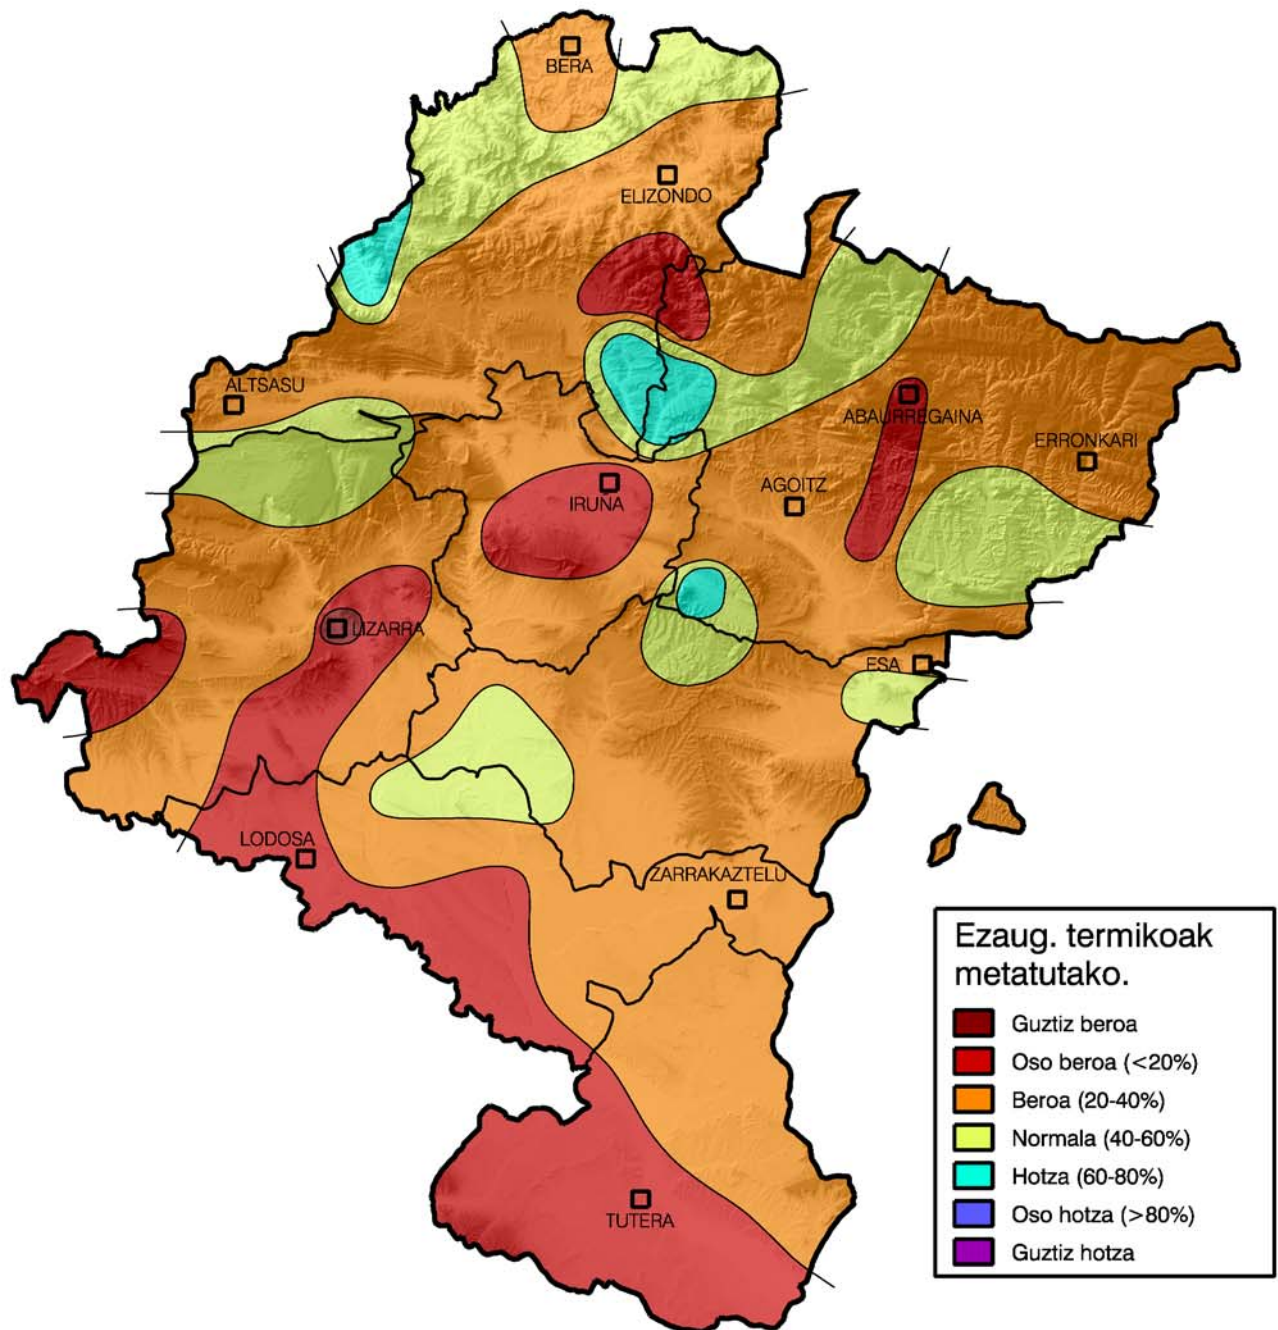 BERA
ELIZONDO
ALTSASU
ABAURREGAINA
ERRONKARI
AGOITZ
IRUNA
LIZARRA
ESA
LODOSA
ZARRAKAZTELU
TUTERA
Ezaug. termikoak
metatutako.
Guztiz beroa
Oso beroa (<20%)
Beroa (20-40%)
Normala (40-60%)
Hotza (60-80%)
Oso hotza (>80%)
Guztiz hotza